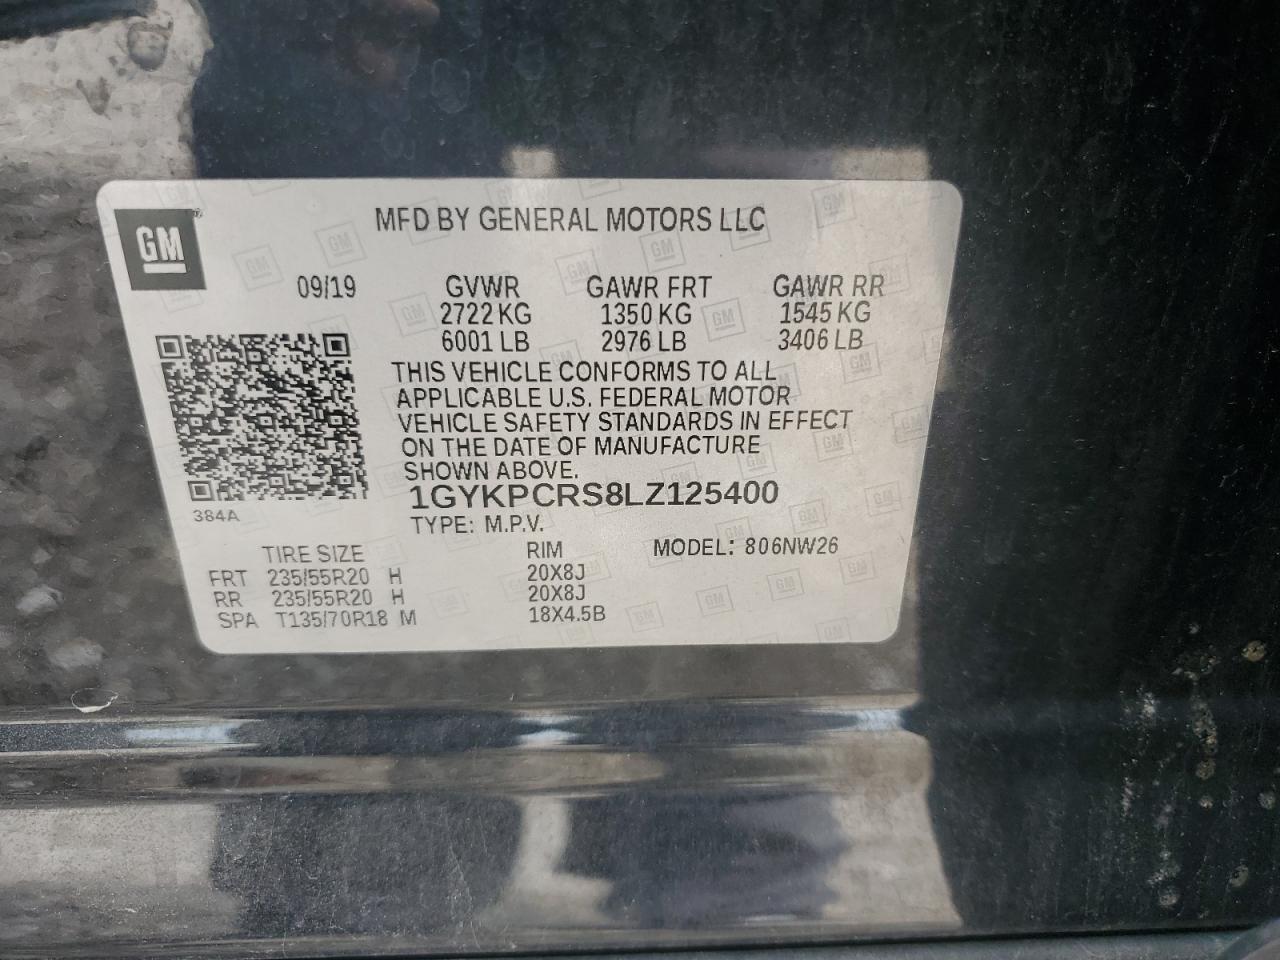 GM
MFD BY GENERAL MOTORS LLC
09/19 GVWR GAWR FRT GAWR RR
2722 KG 1350 KG 1545 KG
6001 LB 2976 LB 3406 LB
THIS VEHICLE CONFORMS TO ALL
APPLICABLE U.S. FEDERAL MOTOR
VEHICLE SAFETY STANDARDS IN EFFECT
ON THE DATE OF MANUFACTURE
SHOWN ABOVE.
1GYKPCRS8LZ125400
384A
TYPE: M.P.V.
TIRE SIZE RIM MODEL: 806NW26
FRT 235/55R20 H 20X8J
RR 235/55R20 H 20X8J
SPA T135/70R18 M 18X4.5B